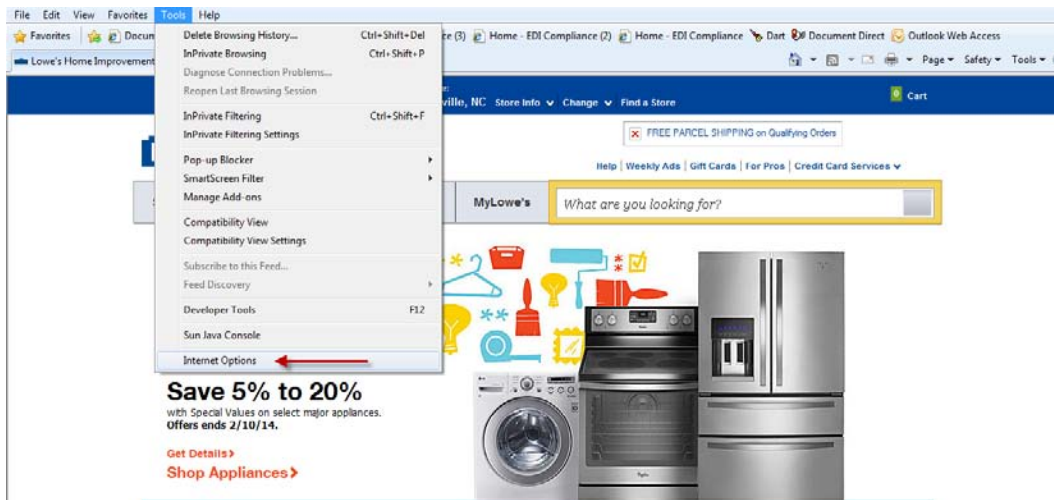 File Edit View Favorites Tools Help
Favorites Docum
ce (3) Home - EDI Compliance (2) Home - EDI Compliance Dart Document Direct Outlook Web Access
Lowe's Home Improvement
Page Safety Tools
Delete Browsing History... Ctrl+Shift+Del
InPrivate Browsing Ctrl+Shift+P
Diagnose Connection Problems...
Reopen Last Browsing Session
InPrivate Filtering Ctrl+Shift+F
InPrivate Filtering Settings
Pop-up Blocker
SmartScreen Filter
Manage Add-ons
Compatibility View
Compatibility View Settings
Subscribe to this Feed...
Feed Discovery
Developer Tools F12
Sun Java Console
Internet Options
ville, NC Store Info Change Find a Store
0 Cart
FREE PARCEL SHIPPING on Qualifying Orders
Help | Weekly Ads | Gift Cards | For Pros | Credit Card Services
MyLowe's
What are you looking for?
Save 5% to 20%
with Special Values on select major appliances.
Offers ends 2/10/14.
Get Details>
Shop Appliances>